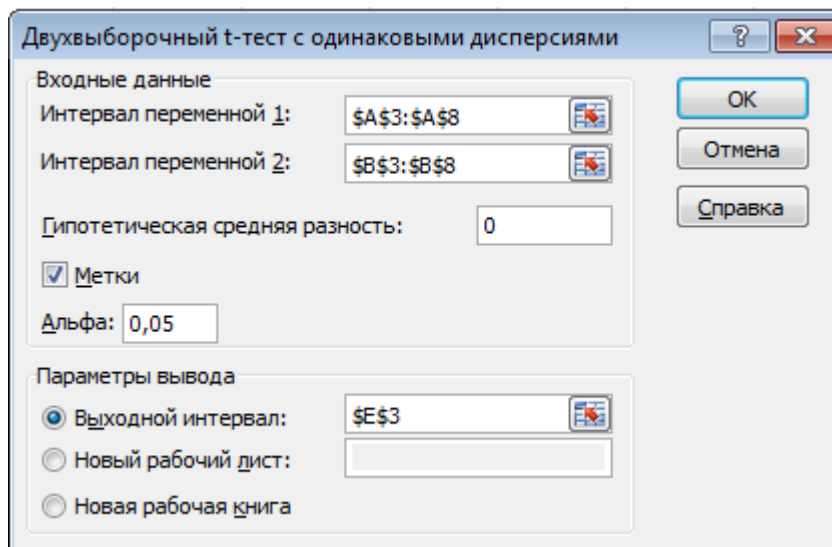 Двухвыборочный t-тест с одинаковыми дисперсиями
Входные данные
Интервал переменной 1: $A$3:$A$8
Интервал переменной 2: $B$3:$B$8
Гипотетическая средняя разность: 0
Метки
Альфа: 0,05
OK
Отмена
Справка
Параметры вывода
Выходной интервал: $E$3
Новый рабочий лист:
Новая рабочая книга